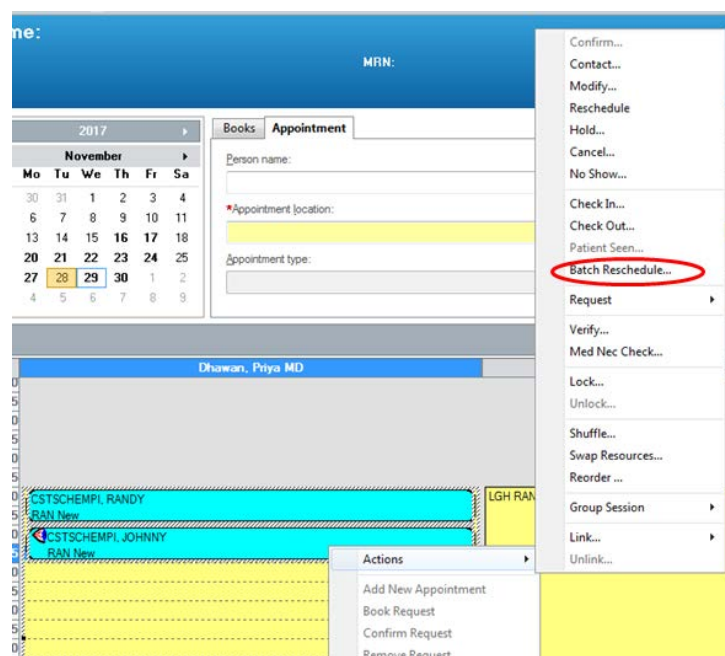 ne:
MRN:
2017
November
Mo Tu We Th Fr Sa
30 31 1 2 3 4
6 7 8 9 10 11
13 14 15 16 17 18
20 21 22 23 24 25
27 28 29 30 1 2
4 5 6 7 8 9
Books Appointment
Person name:
*Appointment location:
Appointment type:
Dhawan, Priya MD
CSTSCHEMPI, RANDY
RAN New
CSTSCHEMPI, JOHNNY
RAN New
LGH RAN
Actions
Add New Appointment
Book Request
Confirm Request
Remove Request
Confirm...
Contact...
Modify...
Reschedule
Hold...
Cancel...
No Show...
Check In...
Check Out...
Patient Seen...
Batch Reschedule...
Request
Verify...
Med Nec Check...
Lock...
Unlock...
Shuffle...
Swap Resources...
Reorder ...
Group Session
Link...
Unlink...